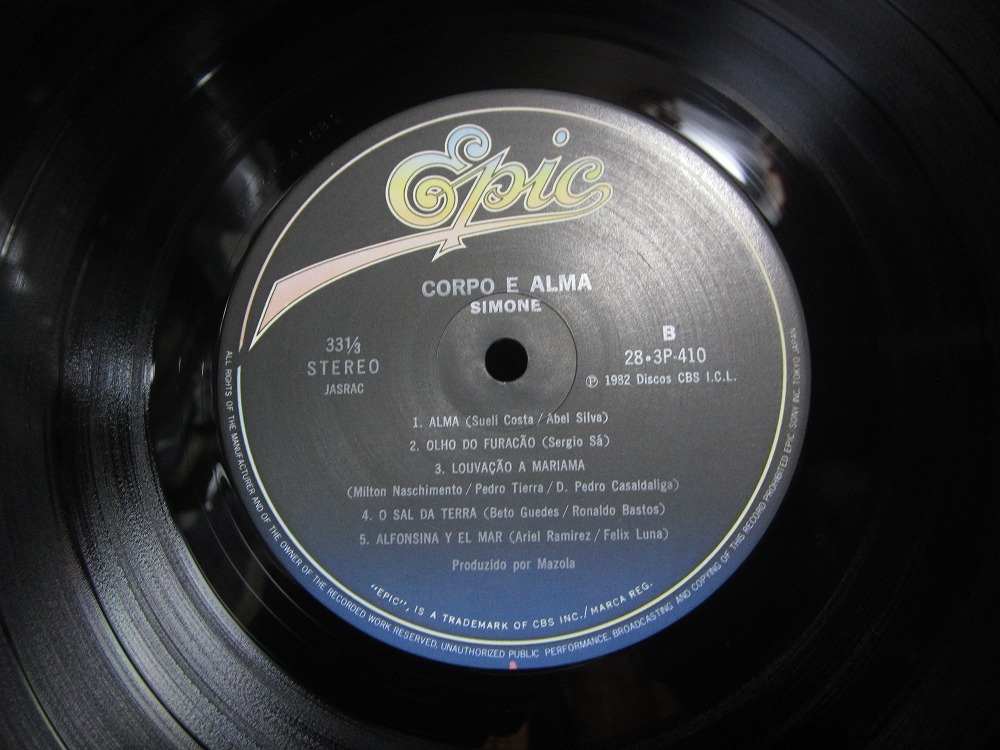 Epic
CORPO E ALMA
SIMONE
33⅓
STEREO
JASRAC
B
28•3P-410
Ⓟ 1982 Discos CBS I.C.L.
1. ALMA (Sueli Costa / Abel Silva)
2. OLHO DO FURACÃO (Sergio Sá)
3. LOUVAÇÃO A MARIAMA
(Milton Naschimento / Pedro Tierra / D. Pedro Casaldaliga)
4. O SAL DA TERRA (Beto Guedes / Ronaldo Bastos)
5. ALFONSINA Y EL MAR (Ariel Ramirez / Felix Luna)
Produzido por Mazola
"EPIC", IS A TRADEMARK OF CBS INC./MARCA REG.
ALL RIGHTS OF THE MANUFACTURER AND OF THE OWNER OF THE RECORDED WORK RESERVED. UNAUTHORIZED PUBLIC PERFORMANCE, BROADCASTING AND COPYING OF THIS RECORD PROHIBITED EPIC SONY INC. TOKYO JAPAN